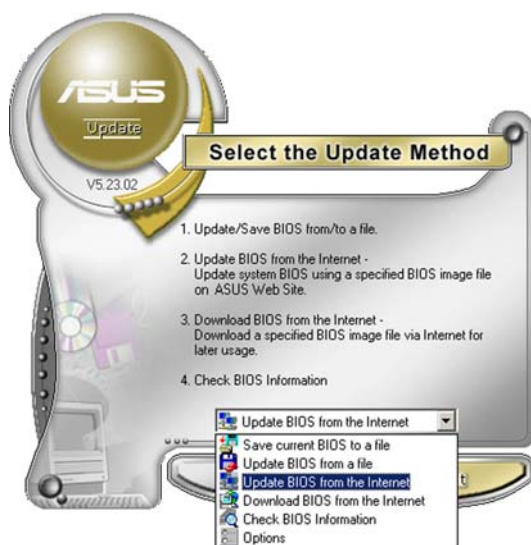 ASUS
Update
V5.23.02
Select the Update Method
1. Update/Save BIOS from/to a file.
2. Update BIOS from the Internet -
Update system BIOS using a specified BIOS image file
on ASUS Web Site.
3. Download BIOS from the Internet -
Download a specified BIOS image file via Internet for
later usage.
4. Check BIOS Information
Update BIOS from the Internet
Save current BIOS to a file
Update BIOS from a file
Update BIOS from the Internet
Download BIOS from the Internet
Check BIOS Information
Options